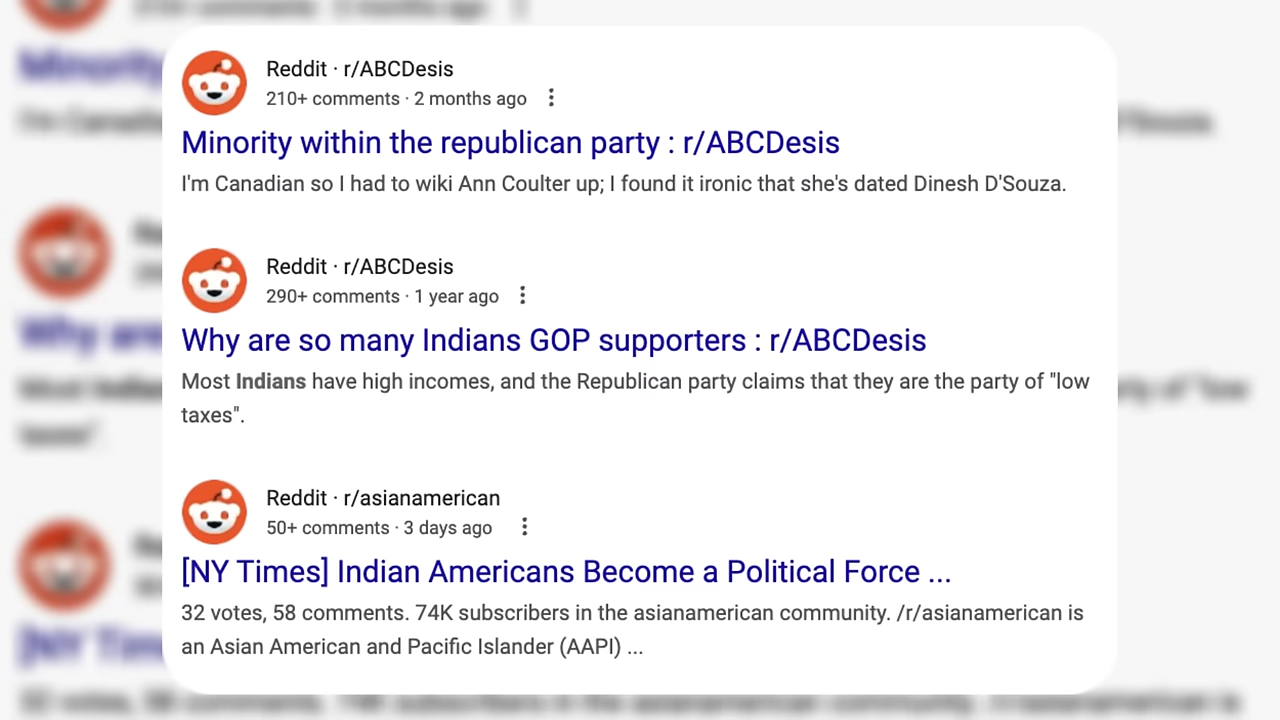 Reddit · r/ABCDesis
210+ comments · 2 months ago
Minority within the republican party : r/ABCDesis
I'm Canadian so I had to wiki Ann Coulter up; I found it ironic that she's dated Dinesh D'Souza.
Reddit · r/ABCDesis
290+ comments · 1 year ago
Why are so many Indians GOP supporters : r/ABCDesis
Most Indians have high incomes, and the Republican party claims that they are the party of "low
taxes".
Reddit · r/asianamerican
50+ comments · 3 days ago
[NY Times] Indian Americans Become a Political Force ...
32 votes, 58 comments. 74K subscribers in the asianamerican community. /r/asianamerican is
an Asian American and Pacific Islander (AAPI) ...